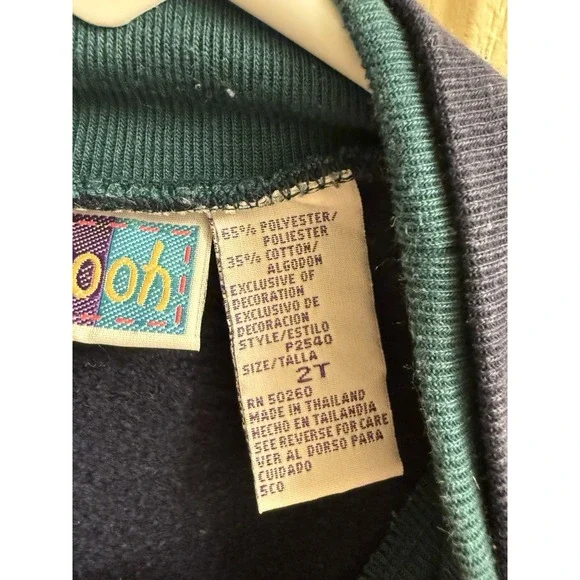 ooh
65% POLYESTER/
POLIESTER
35% COTTON/
ALGODON
EXCLUSIVE OF
DECORATION
EXCLUSIVO DE
DECORACION
STYLE/ESTILO
P2540
SIZE/TALLA
2T
RN 50260
MADE IN THAILAND
HECHO EN TAILANDIA
SEE REVERSE FOR CARE
VER AL DORSO PARA
CUIDADO
SCO